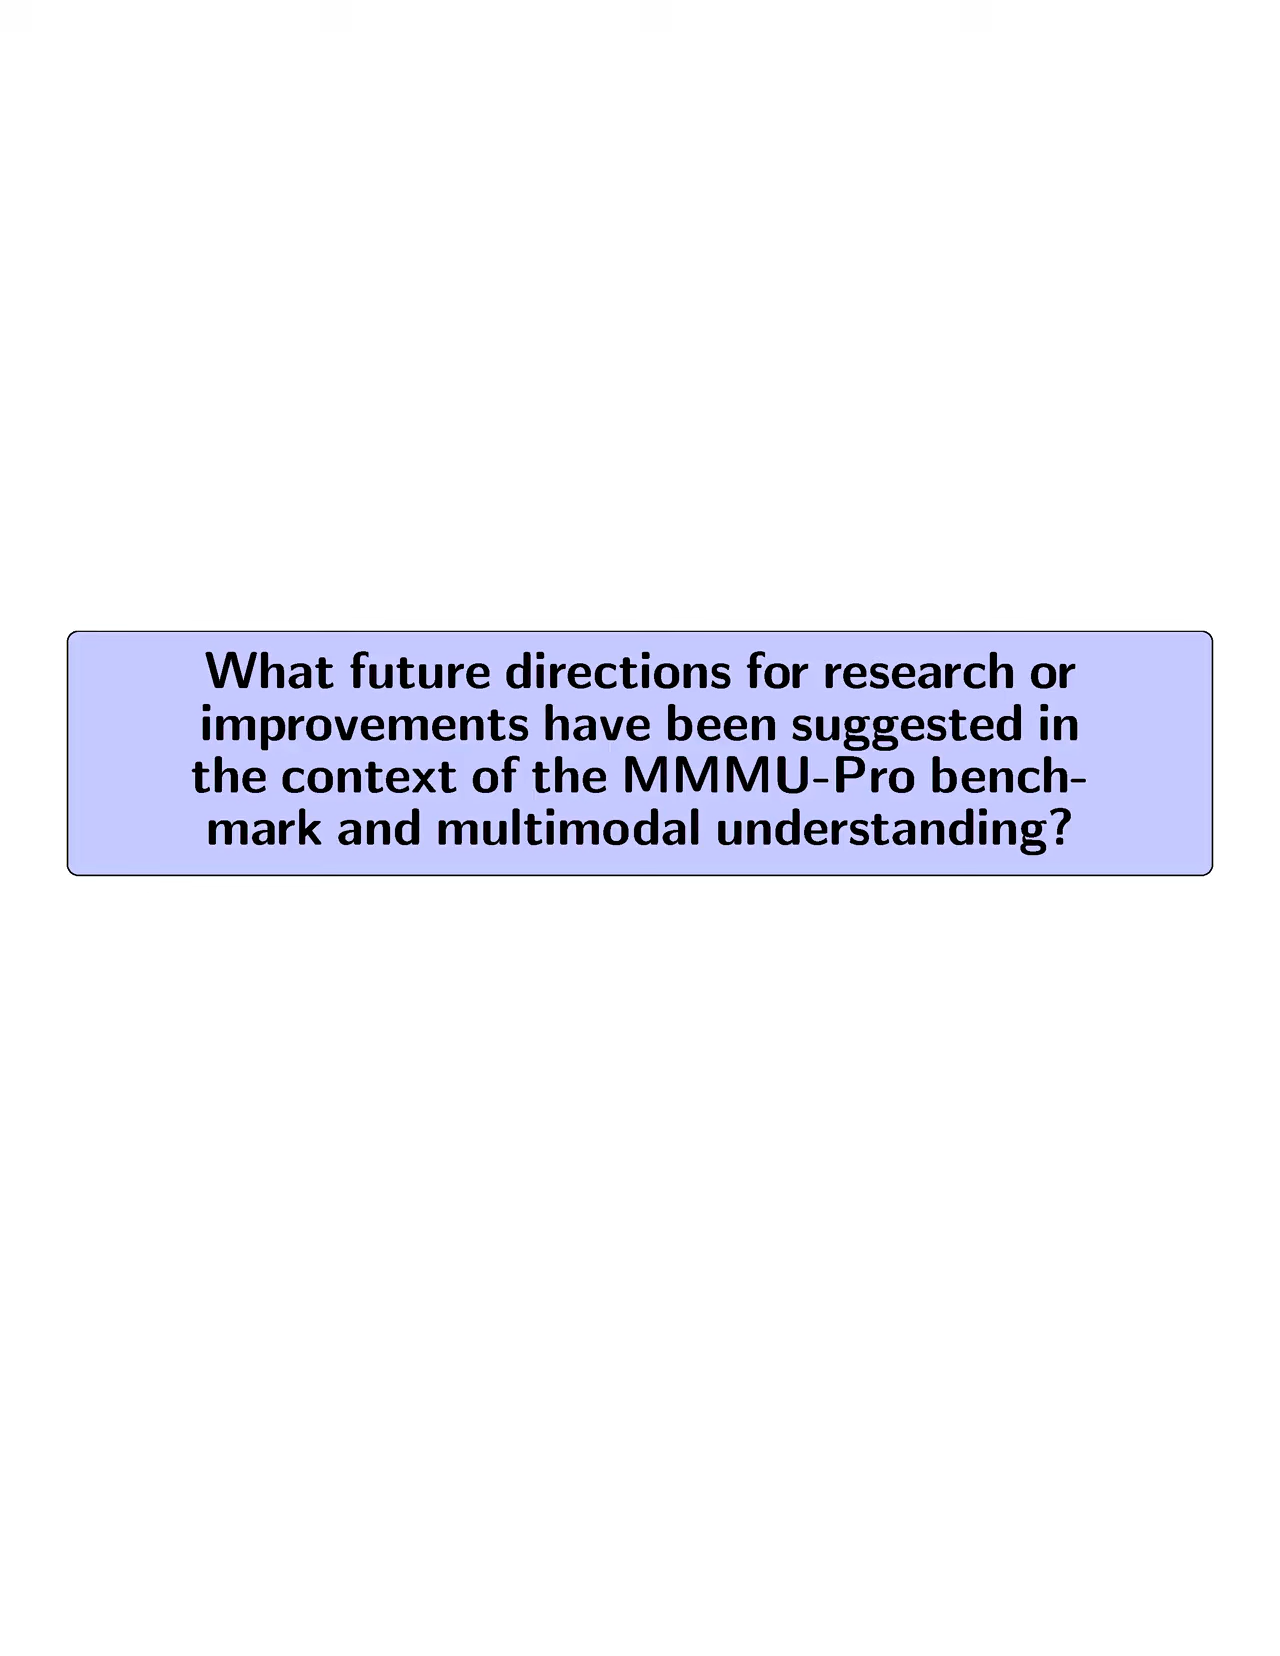 What future directions for research or
improvements have been suggested in
the context of the MMMU-Pro bench-
mark and multimodal understanding?